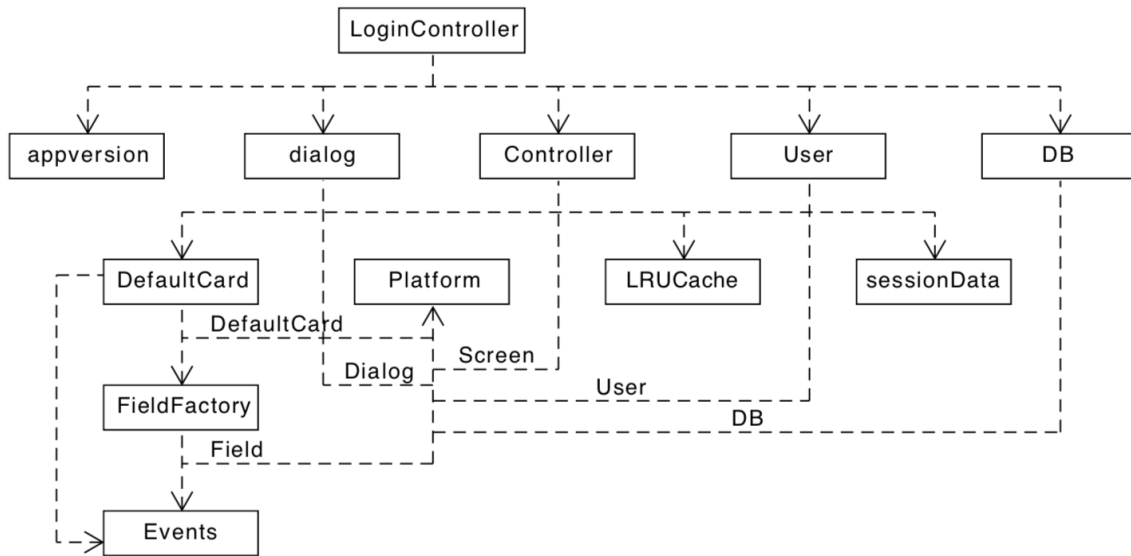 LoginController
appversion
dialog
Controller
User
DB
DefaultCard
Platform
LRUCache
sessionData
DefaultCard
Screen
Dialog
User
FieldFactory
DB
Field
Events